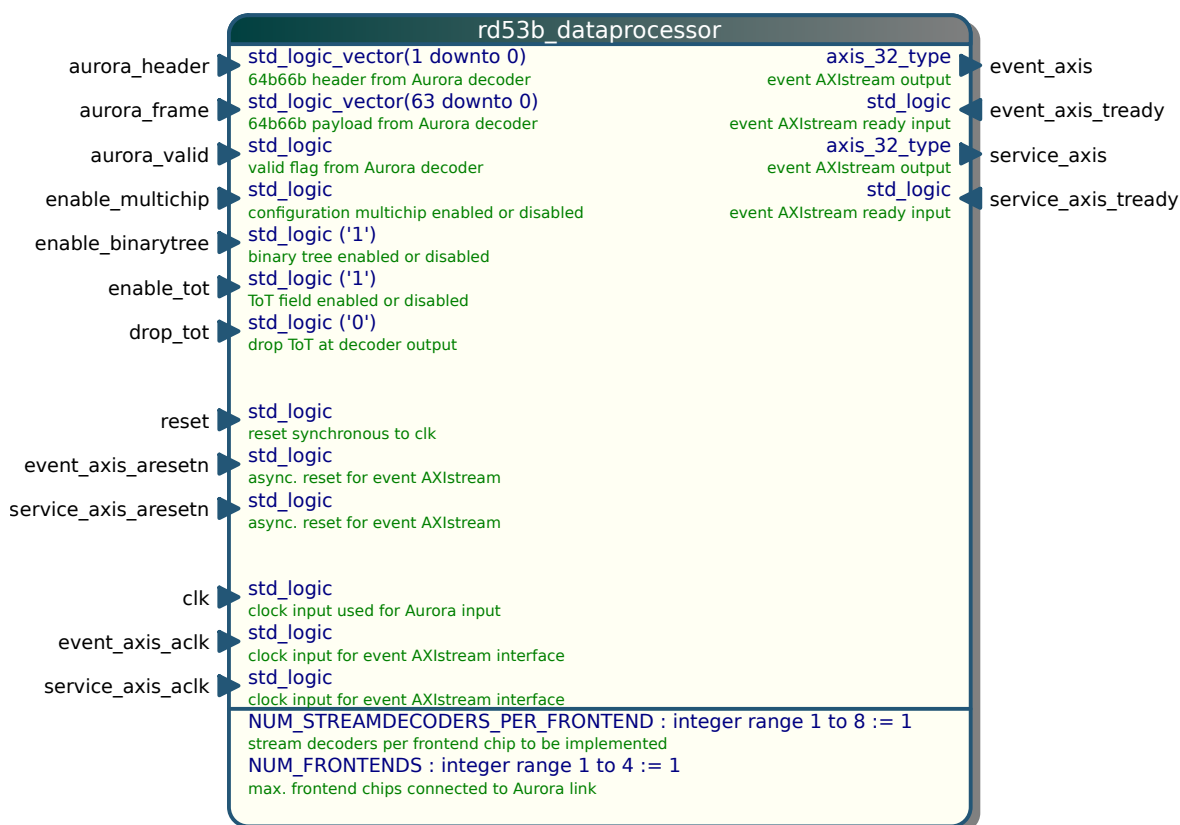 rd53b_dataprocessor
aurora_header
std_logic_vector(1 downto 0)
64b66b header from Aurora decoder
aurora_frame
std_logic_vector(63 downto 0)
64b66b payload from Aurora decoder
aurora_valid
std_logic
valid flag from Aurora decoder
enable_multichip
std_logic
configuration multichip enabled or disabled
enable_binarytree
std_logic ('1')
binary tree enabled or disabled
enable_tot
std_logic ('1')
ToT field enabled or disabled
drop_tot
std_logic ('0')
drop ToT at decoder output
reset
std_logic
reset synchronous to clk
event_axis_aresetn
std_logic
async. reset for event AXIstream
service_axis_aresetn
std_logic
async. reset for event AXIstream
clk
std_logic
clock input used for Aurora input
event_axis_aclk
std_logic
clock input for event AXIstream interface
service_axis_aclk
std_logic
clock input for event AXIstream interface
axis_32_type
event_axis
event AXIstream output
std_logic
event_axis_tready
event AXIstream ready input
axis_32_type
service_axis
event AXIstream output
std_logic
service_axis_tready
event AXIstream ready input
NUM_STREAMDECODERS_PER_FRONTEND : integer range 1 to 8 := 1
stream decoders per frontend chip to be implemented
NUM_FRONTENDS : integer range 1 to 4 := 1
max. frontend chips connected to Aurora link